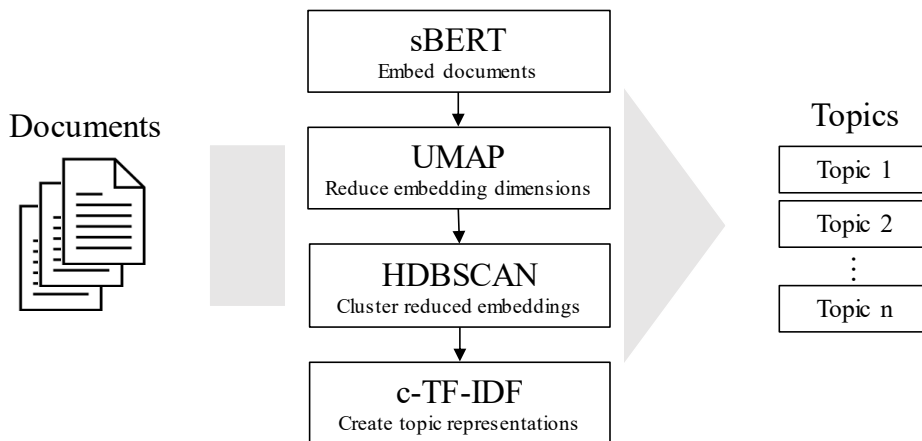 Documents
sBERT
Embed documents
UMAP
Reduce embedding dimensions
HDBSCAN
Cluster reduced embeddings
c-TF-IDF
Create topic representations
Topics
Topic 1
Topic 2
⋮
Topic n